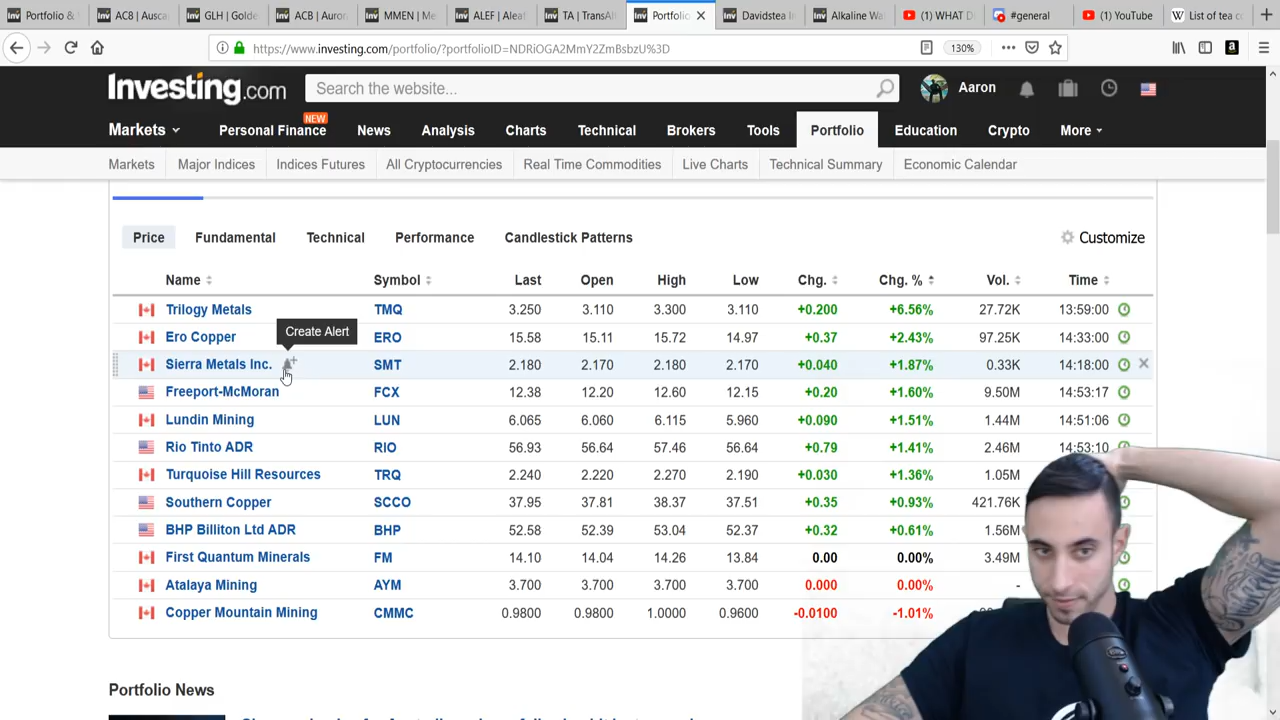 Portfolio &
AC8 | Ausca
GLH | Golde
ACB | Auror
MMEN | Me
ALEF | Aleaf
TA | TransAl
Portfolio
Davidstea I
Alkaline Wa
(1) WHAT D
#general
(1) YouTube
List of tea co
https://www.investing.com/portfolio/?portfolioID=NDRiOGA2MmY2ZmBsbzU%3D
130%
Investing.com
Search the website...
Aaron
Markets
NEW
Personal Finance
News
Analysis
Charts
Technical
Brokers
Tools
Portfolio
Education
Crypto
More
Markets
Major Indices
Indices Futures
All Cryptocurrencies
Real Time Commodities
Live Charts
Technical Summary
Economic Calendar
Price
Fundamental
Technical
Performance
Candlestick Patterns
Customize
Name Symbol Last Open High Low Chg. Chg. % Vol. Time
Trilogy Metals TMQ 3.250 3.110 3.300 3.110 +0.200 +6.56% 27.72K 13:59:00
Create Alert
Ero Copper ERO 15.58 15.11 15.72 14.97 +0.37 +2.43% 97.25K 14:33:00
Sierra Metals Inc. SMT 2.180 2.170 2.180 2.170 +0.040 +1.87% 0.33K 14:18:00
Freeport-McMoran FCX 12.38 12.20 12.60 12.15 +0.20 +1.60% 9.50M 14:53:17
Lundin Mining LUN 6.065 6.060 6.115 5.960 +0.090 +1.51% 1.44M 14:51:06
Rio Tinto ADR RIO 56.93 56.64 57.46 56.64 +0.79 +1.41% 2.46M 14:53:10
Turquoise Hill Resources TRQ 2.240 2.220 2.270 2.190 +0.030 +1.36% 1.05M
Southern Copper SCCO 37.95 37.81 38.37 37.51 +0.35 +0.93% 421.76K
BHP Billiton Ltd ADR BHP 52.58 52.39 53.04 52.37 +0.32 +0.61% 1.56M
First Quantum Minerals FM 14.10 14.04 14.26 13.84 0.00 0.00% 3.49M
Atalaya Mining AYM 3.700 3.700 3.700 3.700 0.000 0.00% -
Copper Mountain Mining CMMC 0.9800 0.9800 1.0000 0.9600 -0.0100 -1.01%
Portfolio News